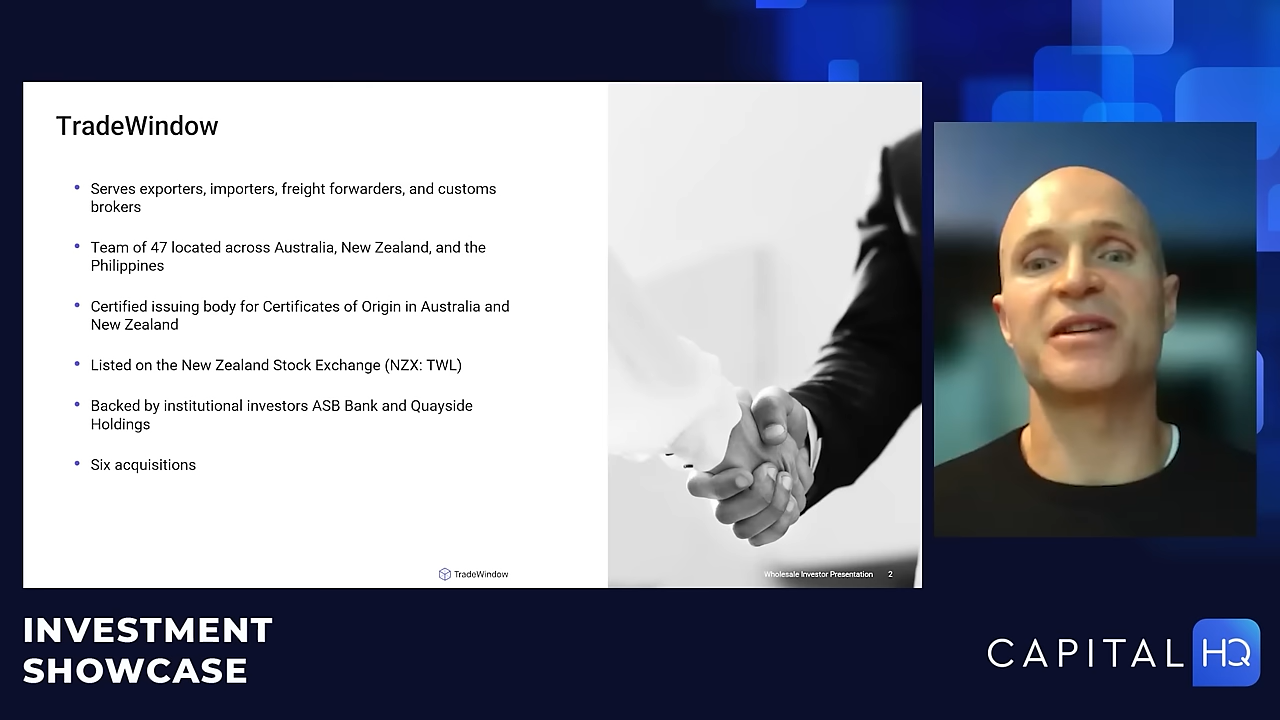 TradeWindow
• Serves exporters, importers, freight forwarders, and customs
brokers
• Team of 47 located across Australia, New Zealand, and the
Philippines
• Certified issuing body for Certificates of Origin in Australia and
New Zealand
• Listed on the New Zealand Stock Exchange (NZX: TWL)
• Backed by institutional investors ASB Bank and Quayside
Holdings
• Six acquisitions
TradeWindow
Wholesale Investor Presentation 2
INVESTMENT
SHOWCASE
CAPITAL HQ